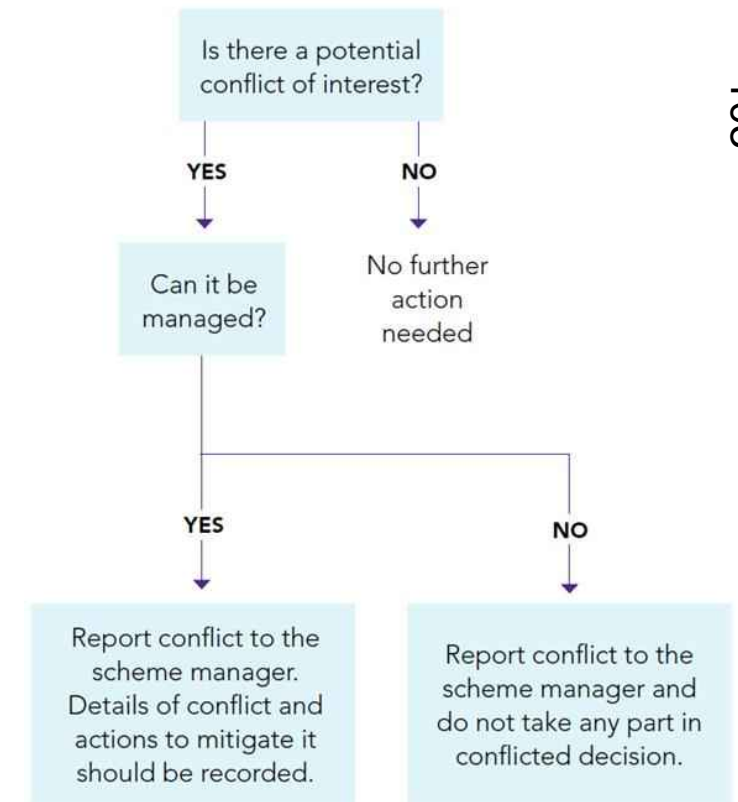 Is there a potential
conflict of interest?
YES
NO
Can it be
managed?
No further
action
needed
YES
NO
Report conflict to the
scheme manager.
Details of conflict and
actions to mitigate it
should be recorded.
Report conflict to the
scheme manager and
do not take any part in
conflicted decision.